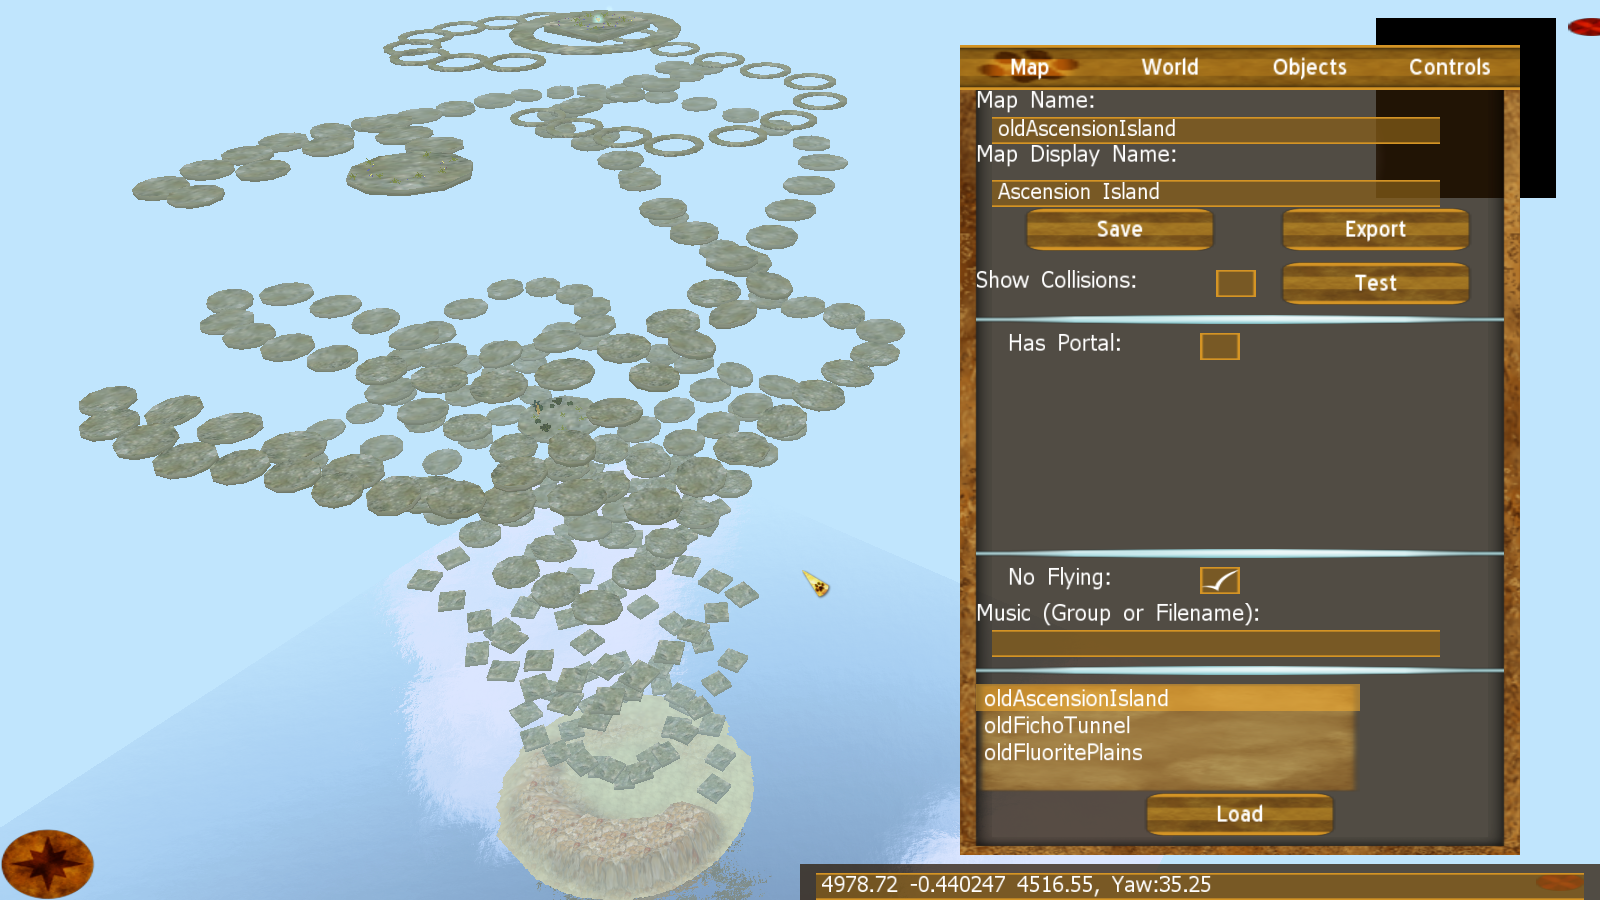 Map World Objects Controls
Map Name:
oldAscensionIsland
Map Display Name:
Ascension Island
Save Export
Show Collisions: Test
Has Portal:
No Flying:
Music (Group or Filename):
oldAscensionIsland
oldFichoTunnel
oldFluoritePlains
Load
4978.72 -0.440247 4516.55, Yaw:35.25